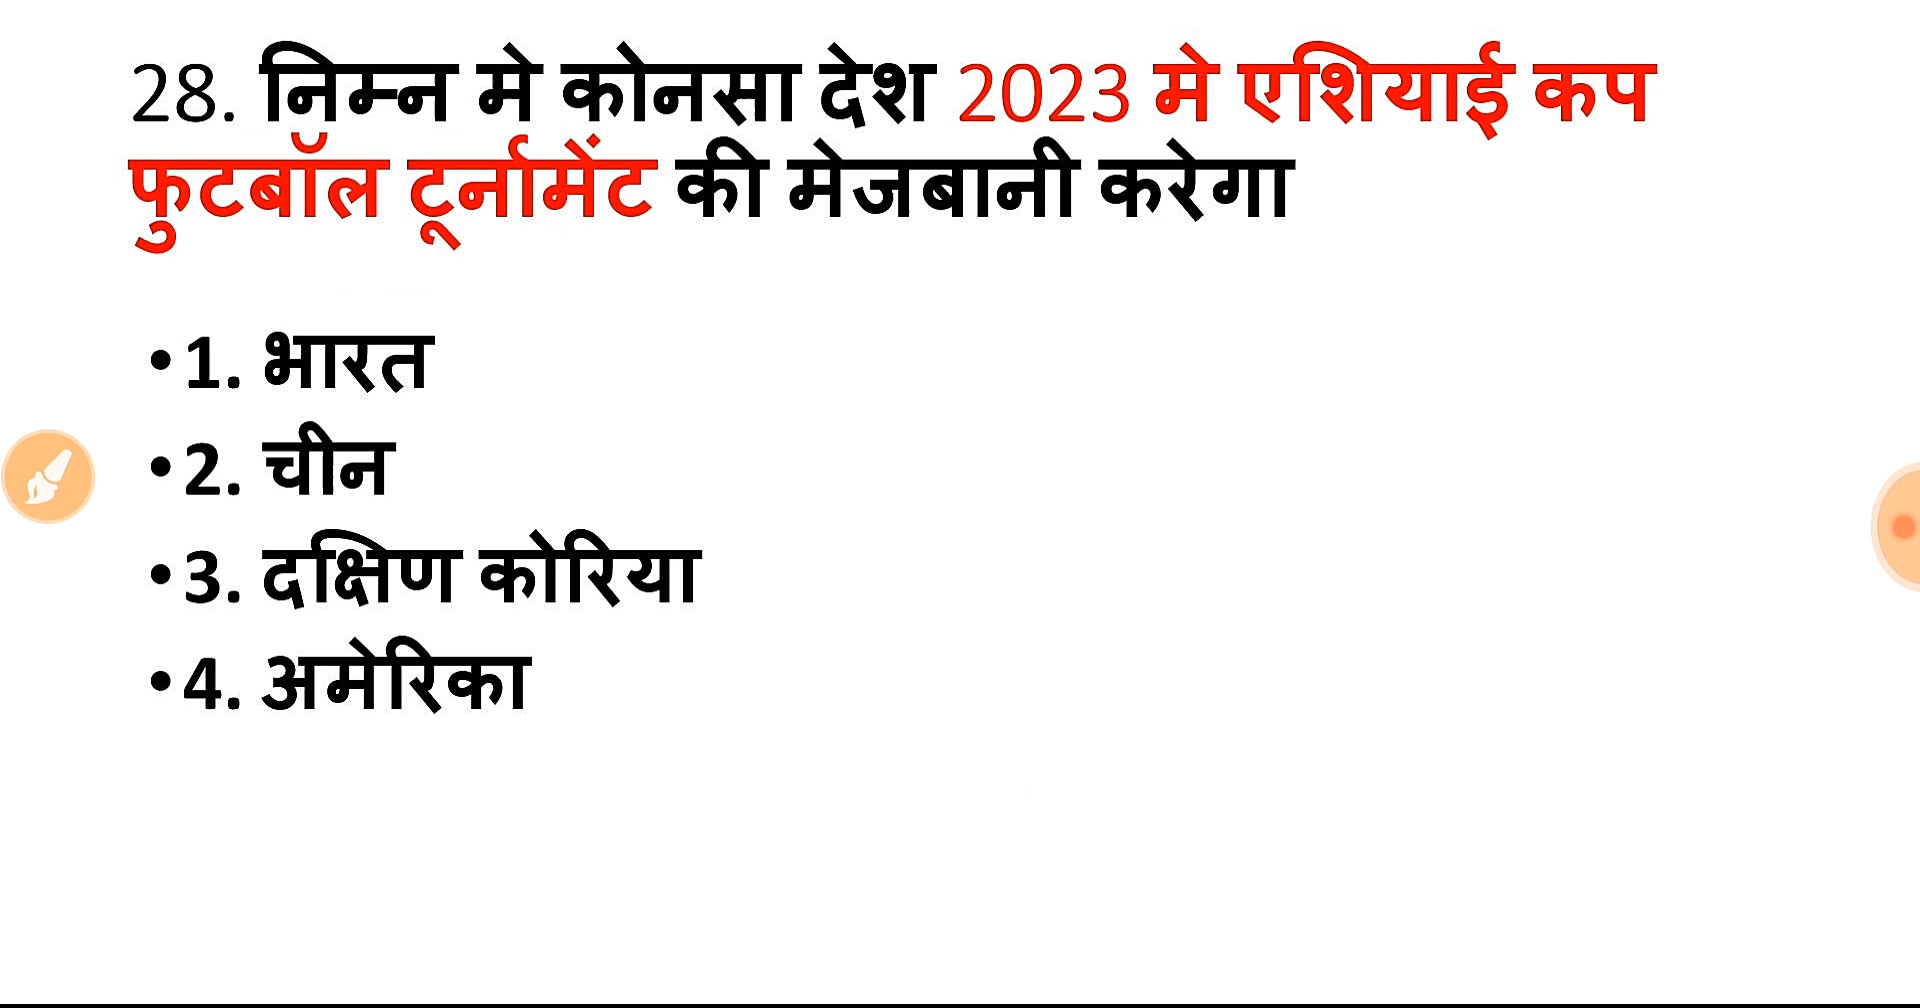 28. निम्न मे कोनसा देश 2023 मे एशियाई कप
फुटबॉल टूर्नामेंट की मेजबानी करेगा
•1. भारत
•2. चीन
•3. दक्षिण कोरिया
•4. अमेरिका